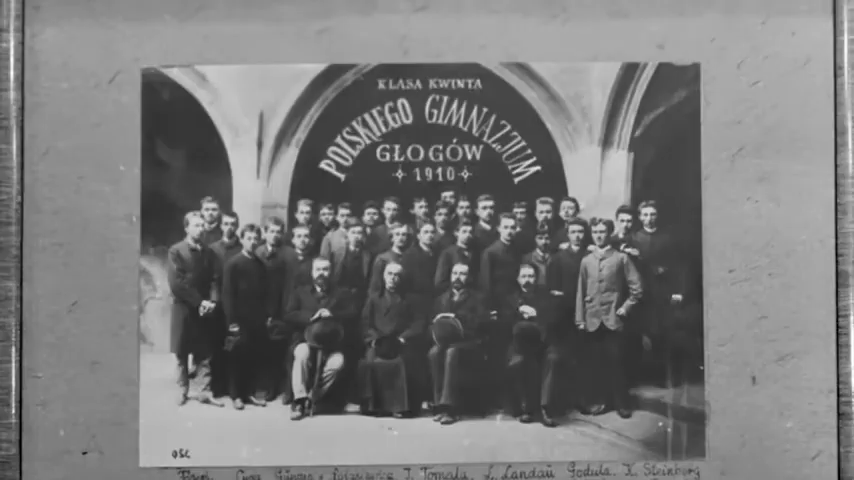 KLASA KWINTA
POLSKIEGO GIMNAZJUM
GŁOGÓW
1910
J. Tomala. L. Landau Godula. K. Steinberg